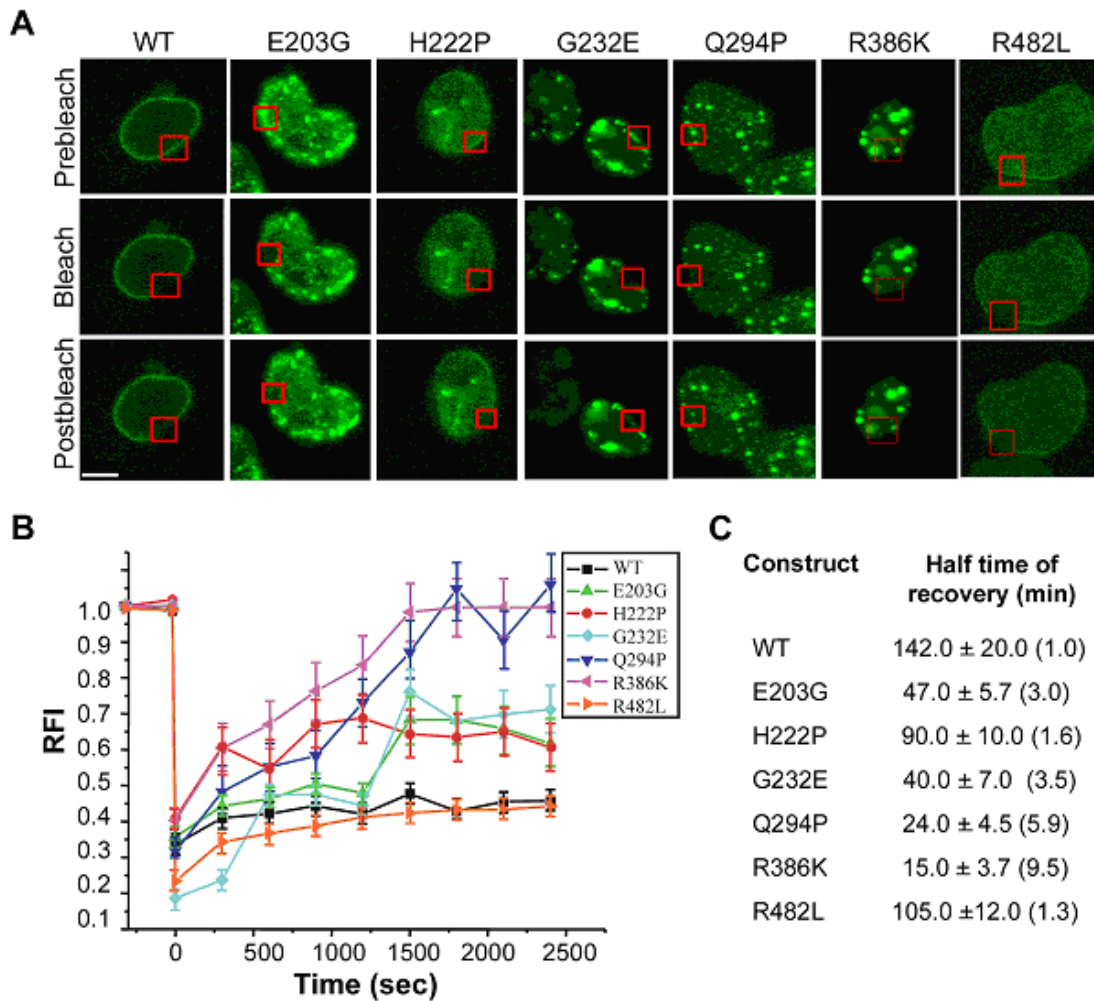 A
WT E203G H222P G232E Q294P R386K R482L
Prebleach
Bleach
Postbleach
B
RFI
1.0
0.9
0.8
0.7
0.6
0.5
0.4
0.3
0.2
0.1
0 500 1000 1500 2000 2500
Time (sec)
WT
E203G
H222P
G232E
Q294P
R386K
R482L
C
Construct Half time of
recovery (min)
WT 142.0 ± 20.0 (1.0)
E203G 47.0 ± 5.7 (3.0)
H222P 90.0 ± 10.0 (1.6)
G232E 40.0 ± 7.0 (3.5)
Q294P 24.0 ± 4.5 (5.9)
R386K 15.0 ± 3.7 (9.5)
R482L 105.0 ±12.0 (1.3)